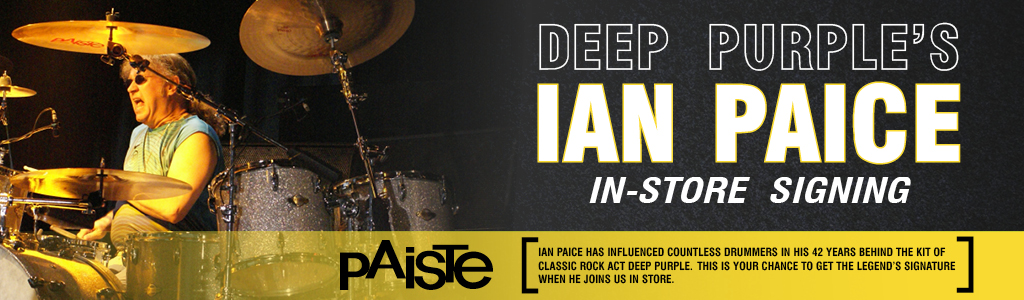 PAISTE
DEEP PURPLE'S
IAN PAICE
IN-STORE SIGNING
PAiSTe
IAN PAICE HAS INFLUENCED COUNTLESS DRUMMERS IN HIS 42 YEARS BEHIND THE KIT OF
CLASSIC ROCK ACT DEEP PURPLE. THIS IS YOUR CHANCE TO GET THE LEGEND'S SIGNATURE
WHEN HE JOINS US IN STORE.